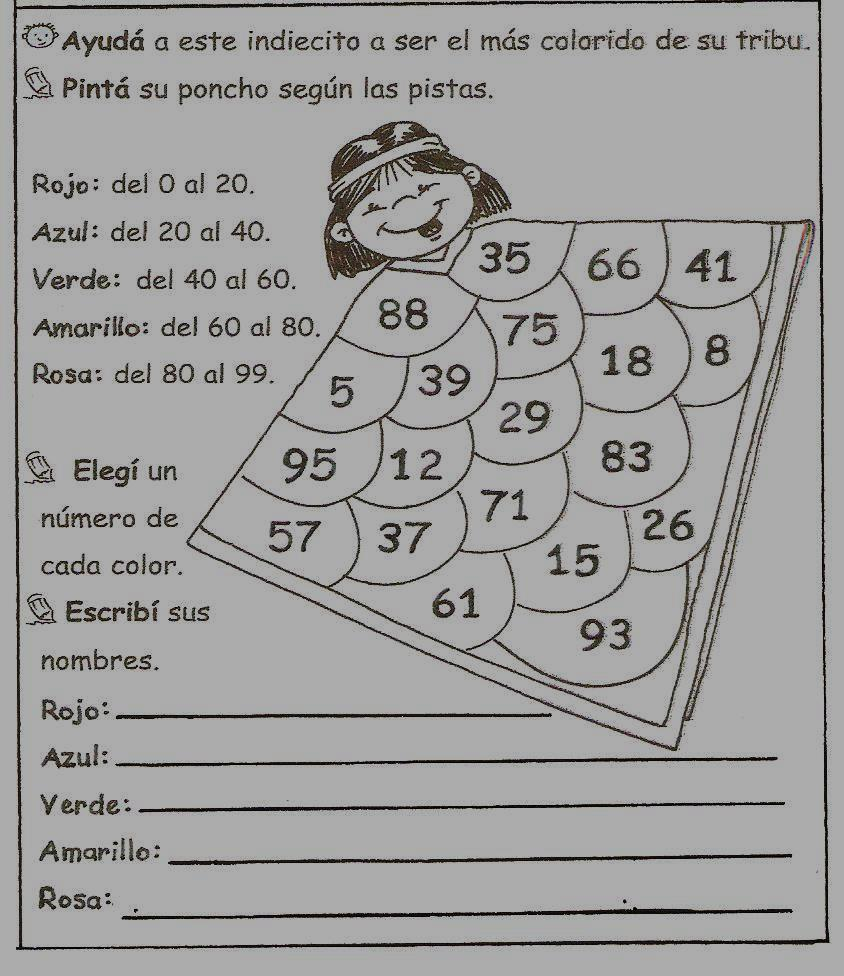 Ayudá a este indiecito a ser el más colorido de su tribu.
Pintá su poncho según las pistas.
Rojo: del 0 al 20.
Azul: del 20 al 40.
Verde: del 40 al 60.
Amarillo: del 60 al 80.
Rosa: del 80 al 99.
35 66 41
88 75 18 8
5 39 29 83
95 12 71 26
57 37 15
61 93
Elegí un
número de
cada color.
Escribí sus
nombres.
Rojo:
Azul:
Verde:
Amarillo:
Rosa: